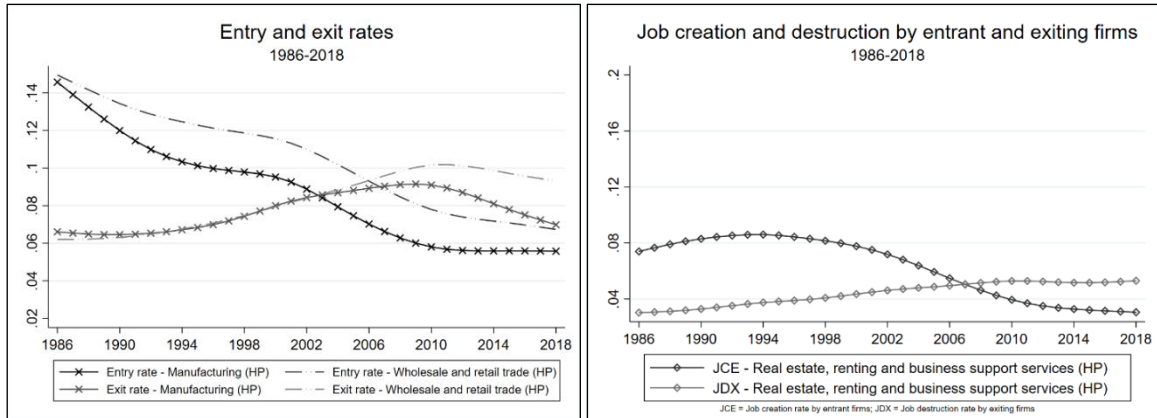 Entry and exit rates
1986-2018
.14
.12
.1
.08
.06
.04
.02
1986 1990 1994 1998 2002 2006 2010 2014 2018
Entry rate - Manufacturing (HP) Entry rate - Wholesale and retail trade (HP)
Exit rate - Manufacturing (HP) Exit rate - Wholesale and retail trade (HP)
Job creation and destruction by entrant and exiting firms
1986-2018
.2
.16
.12
.08
.04
1986 1990 1994 1998 2002 2006 2010 2014 2018
JCE - Real estate, renting and business support services (HP)
JDX - Real estate, renting and business support services (HP)
JCE = Job creation rate by entrant firms; JDX = Job destruction rate by exiting firms